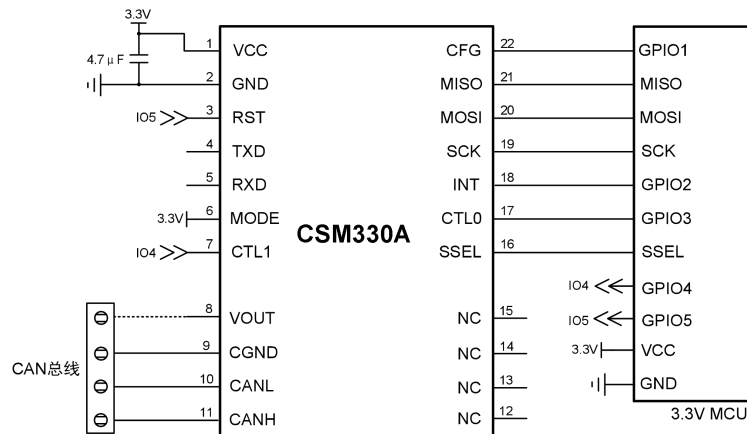 3.3V
4.7μF
1 VCC CFG 22 GPIO1
2 GND MISO 21 MISO
IO5 3 RST MOSI 20 MOSI
4 TXD SCK 19 SCK
5 RXD INT 18 GPIO2
3.3V 6 MODE CTL0 17 GPIO3
CSM330A
IO4 7 CTL1 SSEL 16 SSEL
IO4 GPIO4
8 VOUT NC 15 IO5 GPIO5
9 CGND NC 14 3.3V VCC
CAN总线
10 CANL NC 13 GND
11 CANH NC 12
3.3V MCU